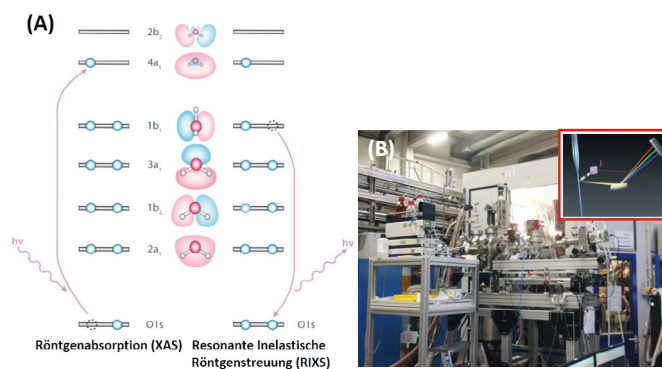 (A)
2b2
4a1
1b1
3a1
1b2
2a1
hν
hν
O1s
O1s
Röntgenabsorption (XAS)
Resonante Inelastische
Röntgenstreuung (RIXS)
(B)